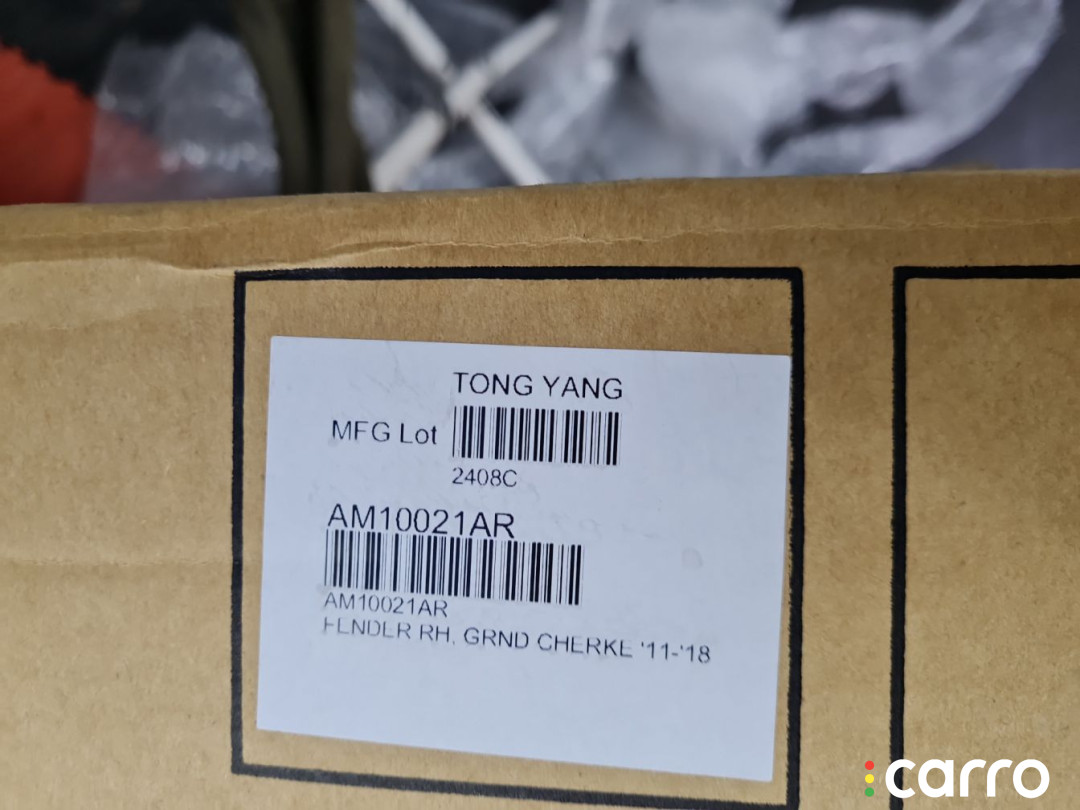 TONG YANG
MFG Lot
2408C
AM10021AR
AM10021AR
FENDER RH, GRND CHERKE '11-'18
carro